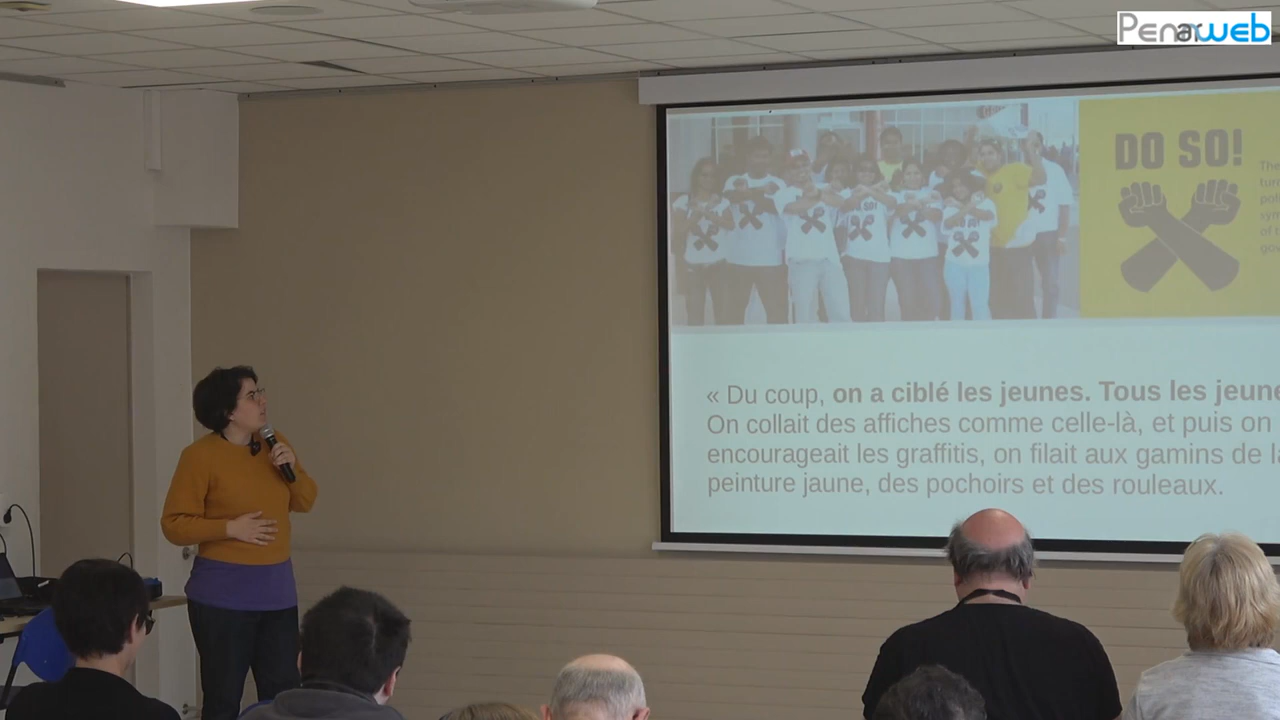 Penarweb
DO SO!
DO SO!
« Du coup, on a ciblé les jeunes. Tous les jeune
On collait des affiches comme celle-là, et puis on
encourageait les graffitis, on filait aux gamins de la
peinture jaune, des pochoirs et des rouleaux.